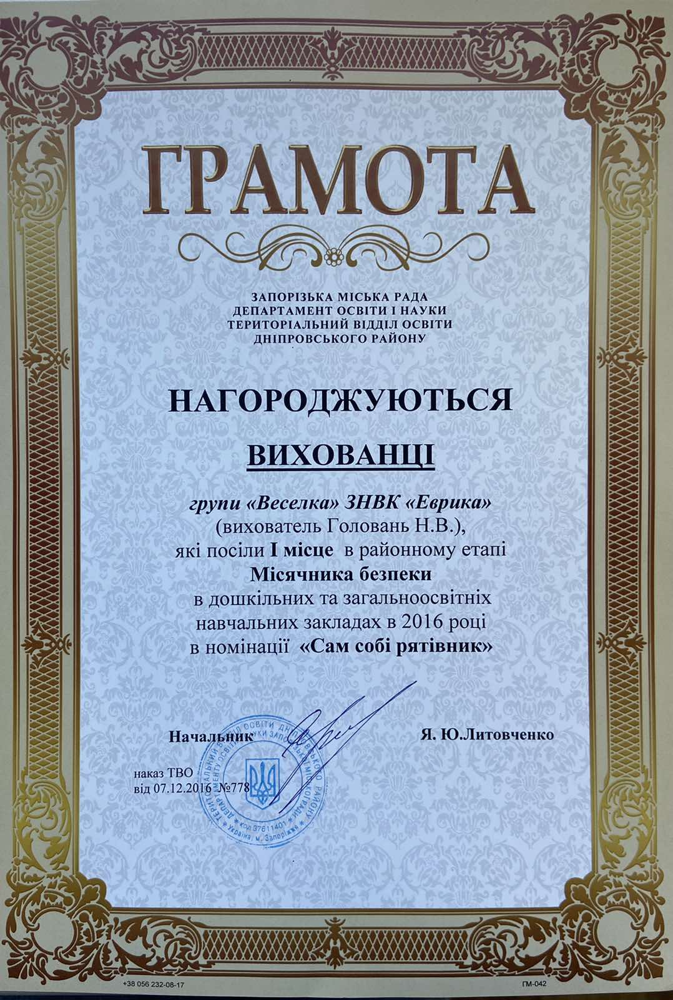 ГРАМОТА
ЗАПОРІЗЬКА МІСЬКА РАДА
ДЕПАРТАМЕНТ ОСВІТИ І НАУКИ
ТЕРИТОРІАЛЬНИЙ ВІДДІЛ ОСВІТИ
ДНІПРОВСЬКОГО РАЙОНУ
НАГОРОДЖУЮТЬСЯ
ВИХОВАНЦІ
групи «Веселка» ЗНВК «Еврика»
(вихователь Головань Н.В.),
які посіли І місце в районному етапі
Місячника безпеки
в дошкільних та загальноосвітніх
навчальних закладах в 2016 році
в номінації «Сам собі рятівник»
Начальник Я. Ю.Литовченко
наказ ТВО
від 07.12.2016 №778
ТЕРИТОРІАЛЬНИЙ ВІДДІЛ ОСВІТИ ДНІПРОВСЬКОГО РАЙОНУ
ДЕПАРТАМЕНТУ ОСВІТИ І НАУКИ ЗАПОРІЗЬКОЇ МІСЬКОЇ РАДИ
* код 37611401 *
* Україна, м. Запоріжжя *
+38 056 232-08-17 ГМ-042